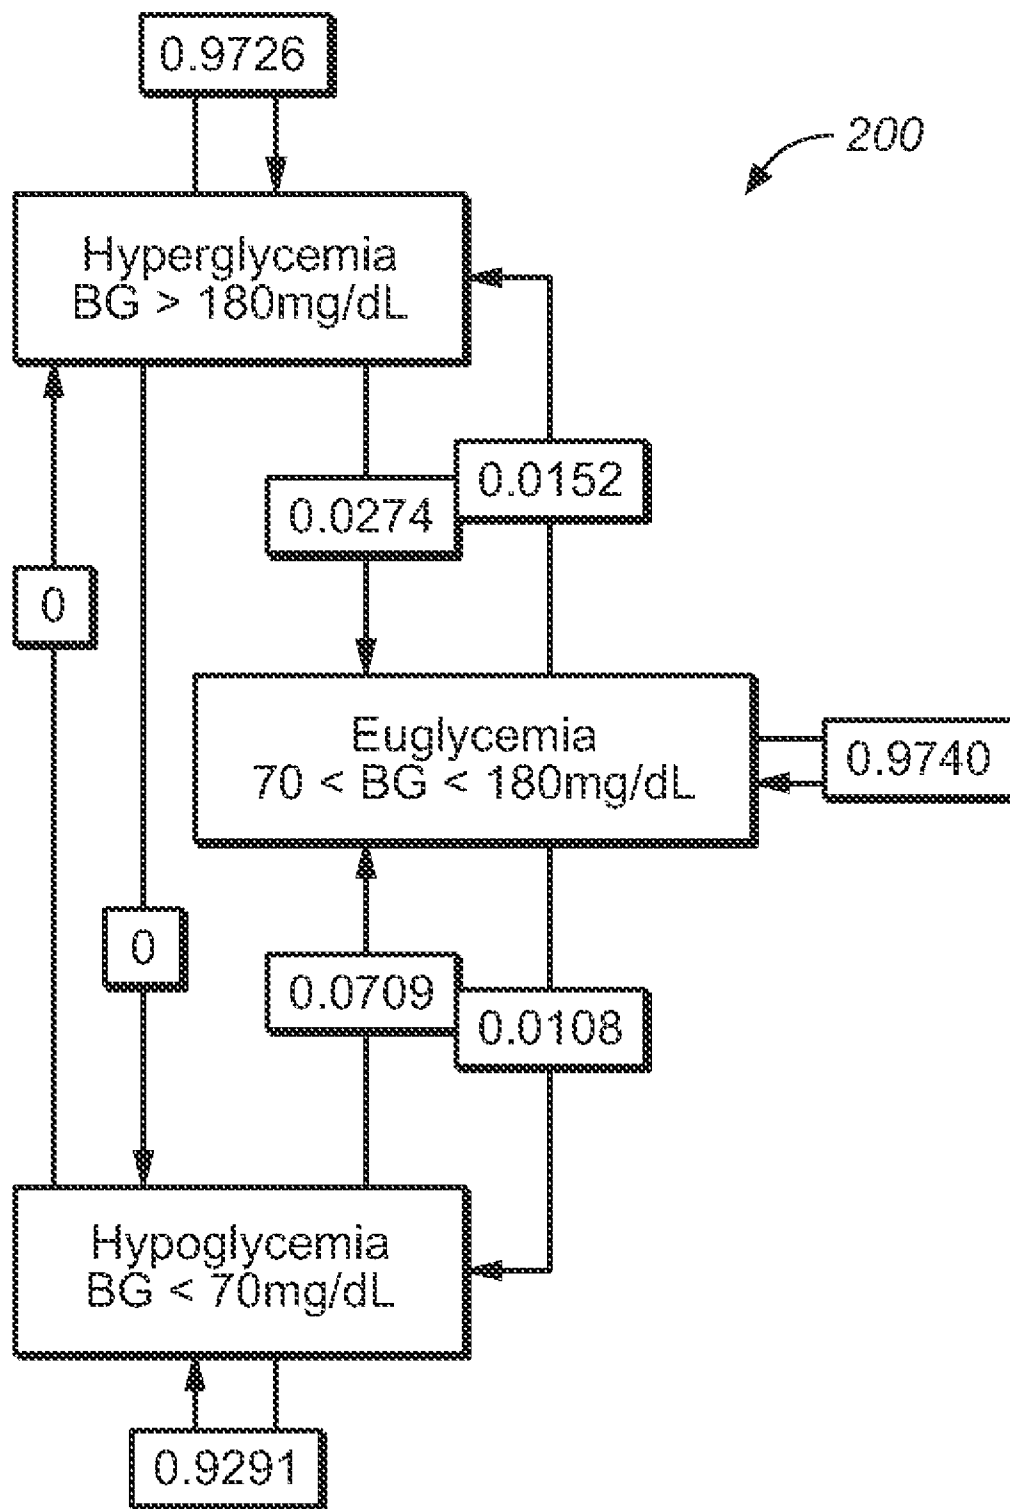 0.9726
200
Hyperglycemia
BG > 180mg/dL
0.0152
0.0274
0
Euglycemia
70 < BG < 180mg/dL
0.9740
0
0.0709
0.0108
Hypoglycemia
BG < 70mg/dL
0.9291